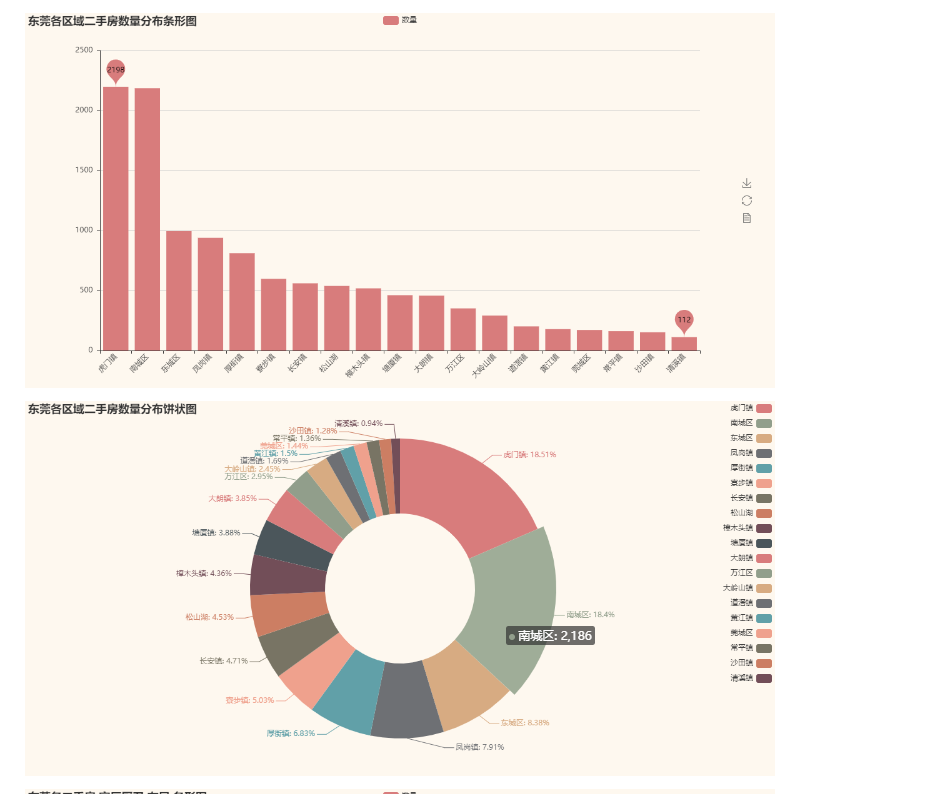 东莞各区域二手房数量分布条形图
数量
2500
2000
1500
1000
500
0
2198
112
虎门镇
南城区
东城区
凤岗镇
厚街镇
寮步镇
长安镇
松山湖
樟木头镇
塘厦镇
大朗镇
万江区
大岭山镇
道滘镇
黄江镇
莞城区
常平镇
沙田镇
清溪镇
东莞各区域二手房数量分布饼状图
清溪镇: 0.94%
沙田镇: 1.28%
常平镇: 1.36%
莞城区: 1.44%
黄江镇: 1.5%
道滘镇: 1.69%
大岭山镇: 2.45%
万江区: 2.95%
大朗镇: 3.85%
塘厦镇: 3.88%
樟木头镇: 4.36%
松山湖: 4.53%
长安镇: 4.71%
寮步镇: 5.03%
厚街镇: 6.83%
凤岗镇: 7.91%
东城区: 8.38%
南城区: 18.4%
虎门镇: 18.51%
南城区: 2,186
虎门镇
南城区
东城区
凤岗镇
厚街镇
寮步镇
长安镇
松山湖
樟木头镇
塘厦镇
大朗镇
万江区
大岭山镇
道滘镇
黄江镇
莞城区
常平镇
沙田镇
清溪镇